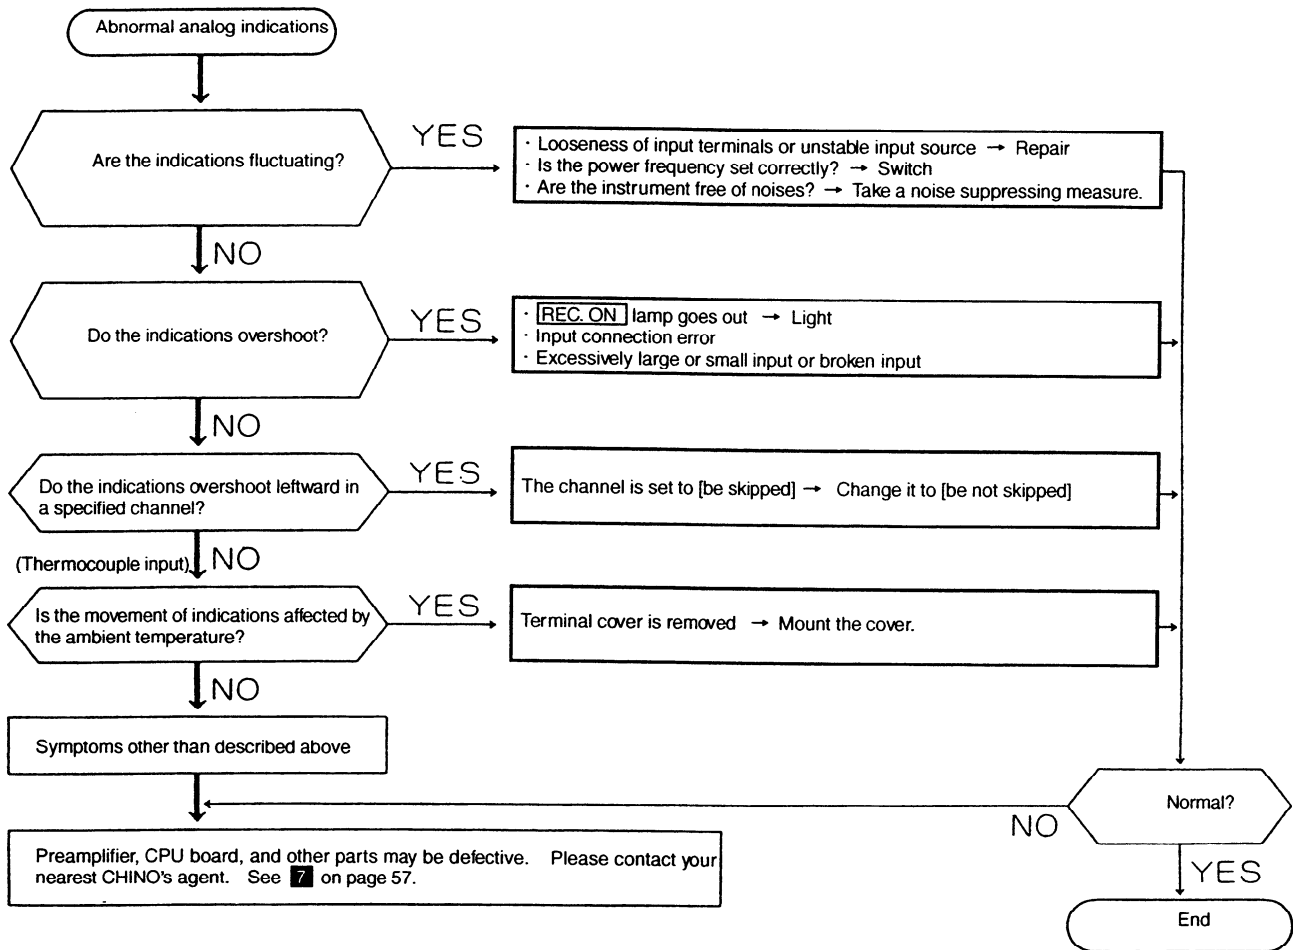 Abnormal analog indications
Are the indications fluctuating?
YES
· Looseness of input terminals or unstable input source → Repair
· Is the power frequency set correctly? → Switch
· Are the instrument free of noises? → Take a noise suppressing measure.
NO
Do the indications overshoot?
YES
· REC. ON lamp goes out → Light
· Input connection error
· Excessively large or small input or broken input
NO
Do the indications overshoot leftward in
a specified channel?
YES
The channel is set to [be skipped] → Change it to [be not skipped]
(Thermocouple input)
NO
Is the movement of indications affected by
the ambient temperature?
YES
Terminal cover is removed → Mount the cover.
NO
Symptoms other than described above
Normal?
NO
Preamplifier, CPU board, and other parts may be defective. Please contact your
nearest CHINO's agent. See 7 on page 57.
YES
End